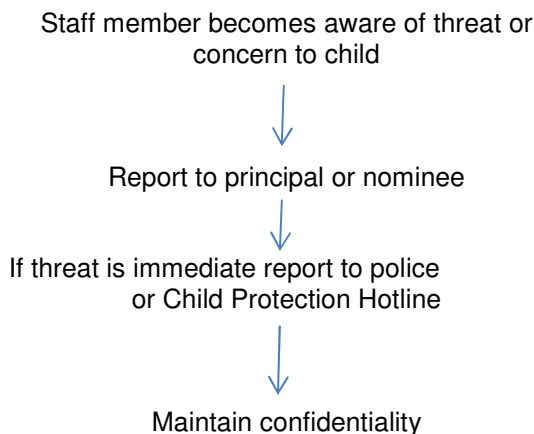 Staff member becomes aware of threat or
concern to child
Report to principal or nominee
If threat is immediate report to police
or Child Protection Hotline
Maintain confidentiality